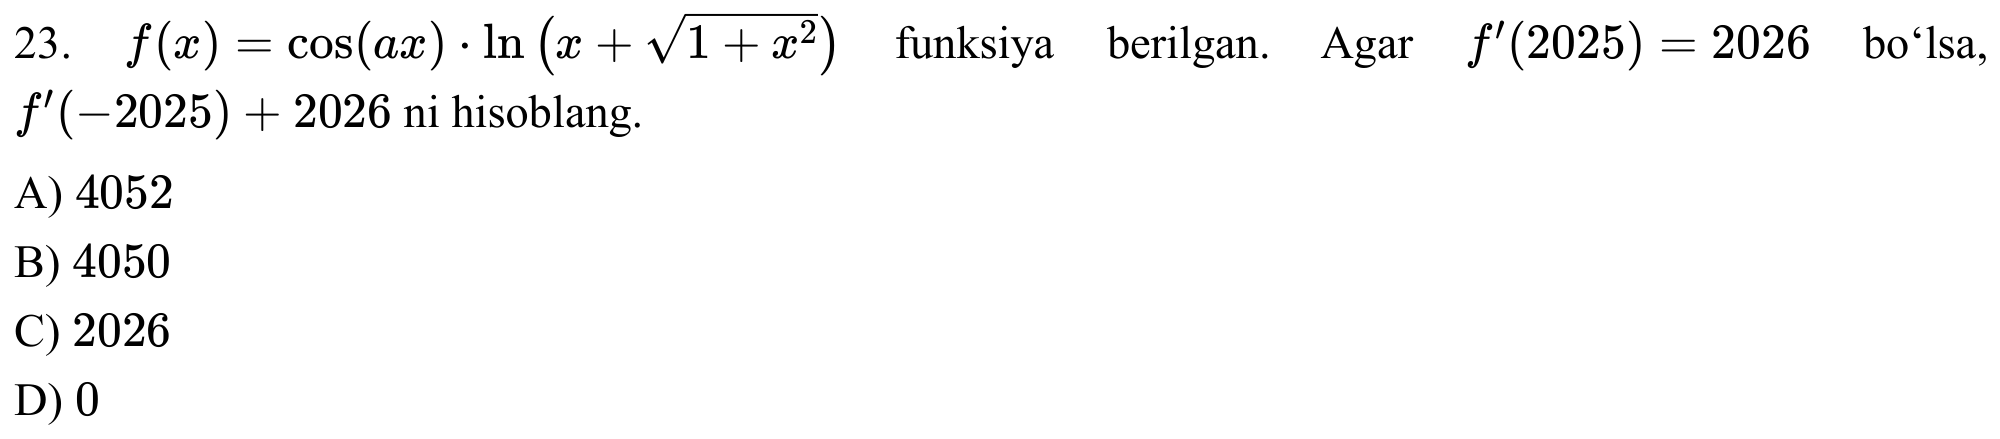 23. f(x) = cos(ax) · ln (x + √(1 + x²)) funksiya berilgan. Agar f′(2025) = 2026 bo‘lsa,
f′(−2025) + 2026 ni hisoblang.
A) 4052
B) 4050
C) 2026
D) 0